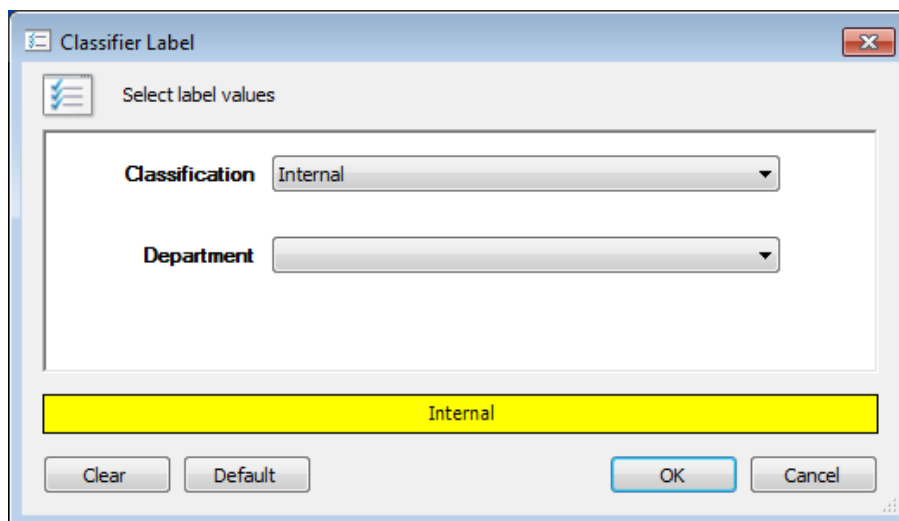 Classifier Label
Select label values
Classification Internal
Department
Internal
Clear Default OK Cancel